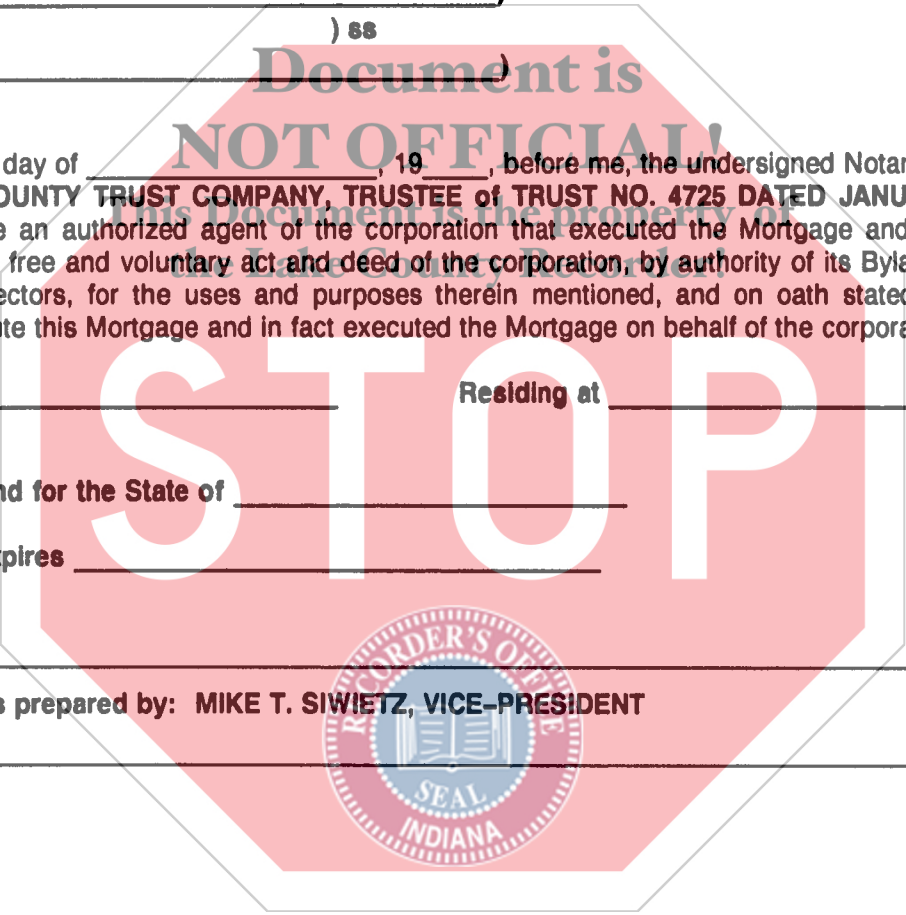 ) ss
)
Document is
NOT OFFICIAL!
This Document is the property of
the Lake County Recorder!
day of ____________________, 19____, before me, the undersigned Notar
OUNTY TRUST COMPANY, TRUSTEE of TRUST NO. 4725 DATED JANU
e an authorized agent of the corporation that executed the Mortgage and
free and voluntary act and deed of the corporation, by authority of its Byla
ectors, for the uses and purposes therein mentioned, and on oath stated
te this Mortgage and in fact executed the Mortgage on behalf of the corpora
STOP
Residing at
nd for the State of
pires
s prepared by: MIKE T. SIWIETZ, VICE-PRESIDENT
RECORDER'S OFFICE
SEAL
INDIANA